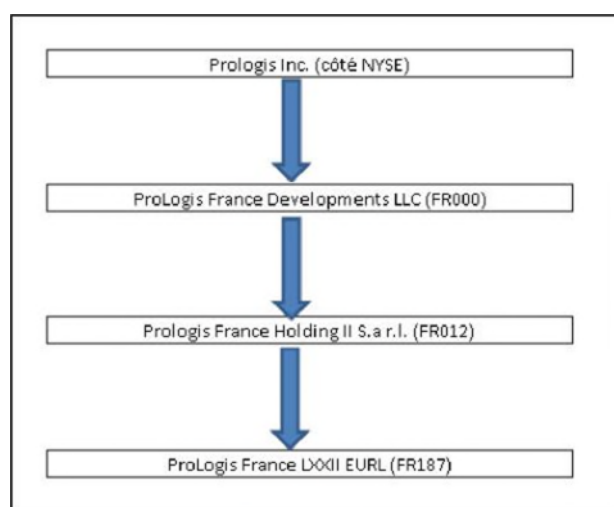 Prologis Inc. (côté NYSE)
ProLogis France Developments LLC (FR000)
Prologis France Holding II S.a r.l. (FR012)
ProLogis France LXXII EURL (FR187)